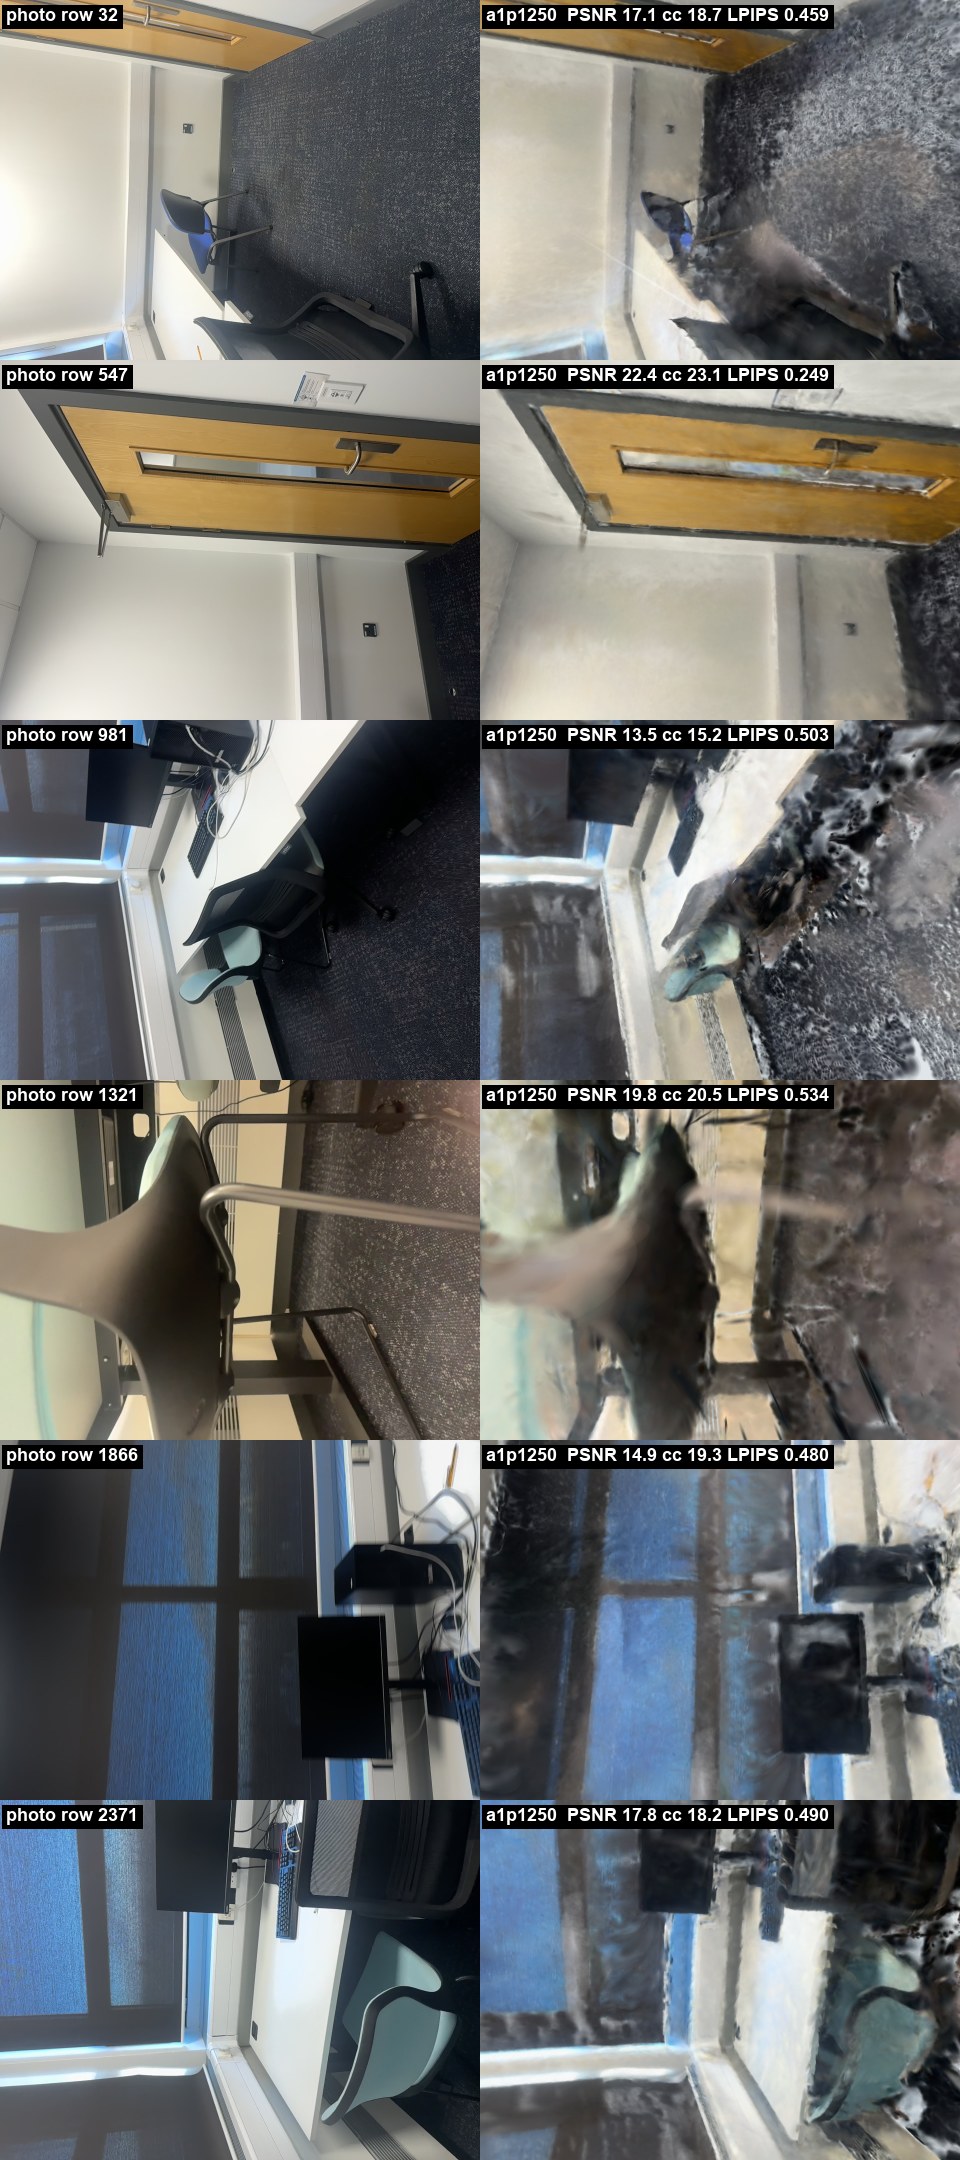 photo row 32
a1p1250 PSNR 17.1 cc 18.7 LPIPS 0.459
photo row 547
a1p1250 PSNR 22.4 cc 23.1 LPIPS 0.249
photo row 981
a1p1250 PSNR 13.5 cc 15.2 LPIPS 0.503
photo row 1321
a1p1250 PSNR 19.8 cc 20.5 LPIPS 0.534
photo row 1866
a1p1250 PSNR 14.9 cc 19.3 LPIPS 0.480
photo row 2371
a1p1250 PSNR 17.8 cc 18.2 LPIPS 0.490